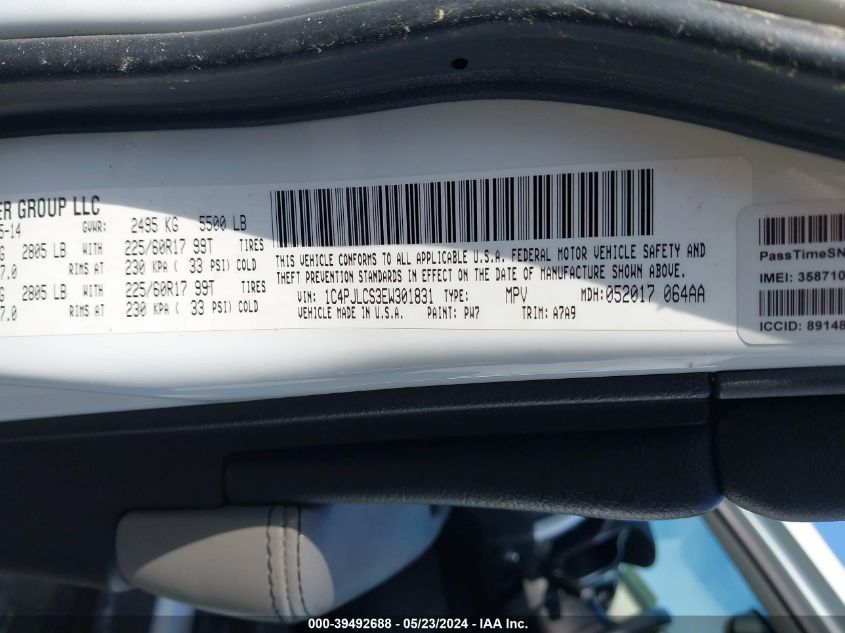 ER GROUP LLC
5-14 GVWR: 2495 KG 5500 LB
G 2805 LB WITH 225/60R17 99T TIRES
7.0 RIMS AT 230 KPA ( 33 PSI) COLD
G 2805 LB WITH 225/60R17 99T TIRES
7.0 RIMS AT 230 KPA ( 33 PSI) COLD
THIS VEHICLE CONFORMS TO ALL APPLICABLE U.S.A. FEDERAL MOTOR VEHICLE SAFETY AND
THEFT PREVENTION STANDARDS IN EFFECT ON THE DATE OF MANUFACTURE SHOWN ABOVE.
VIN: 1C4PJLCS3EW301831 TYPE: MPV MDH: 052017 064AA
VEHICLE MADE IN U.S.A. PAINT: PW7 TRIM: A7A9
PassTimeSN
IMEI: 358710
ICCID: 89148
000-39492688 - 05/23/2024 - IAA Inc.